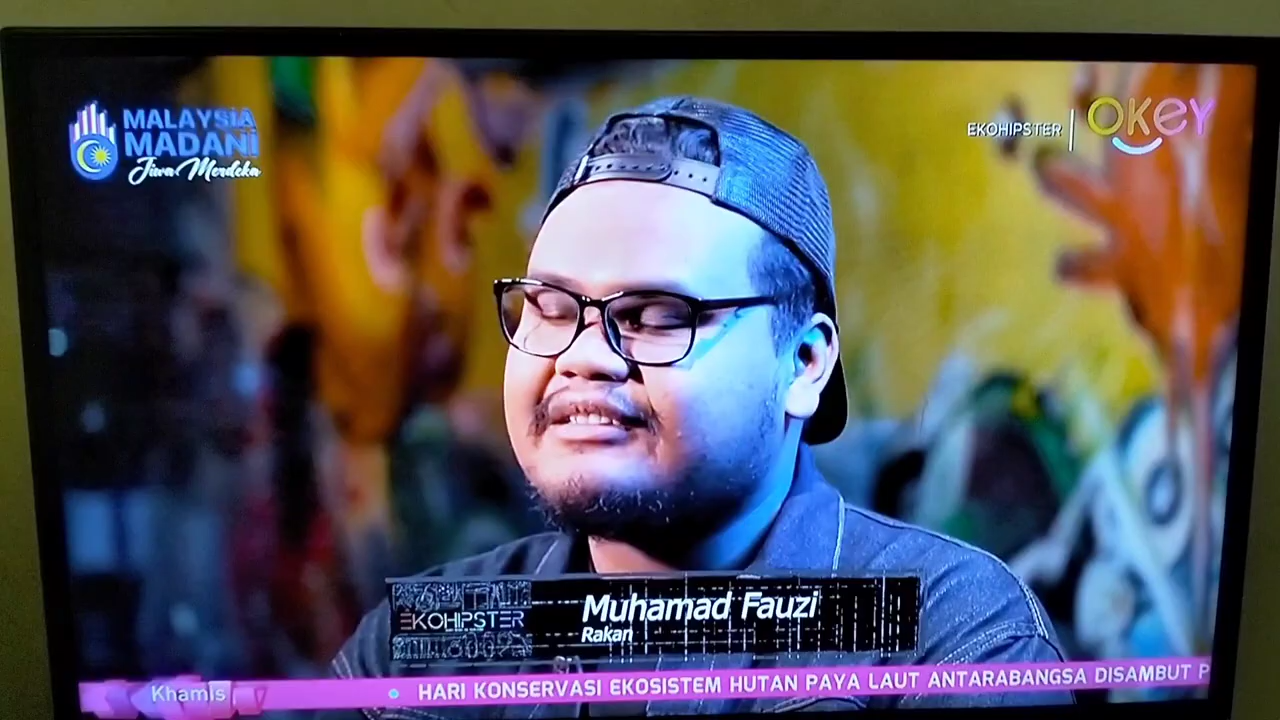 MALAYSIA
MADANI
Jiwa Merdeka
EKOHIPSTER
OKEY
EKOHIPSTER
Muhamad Fauzi
Rakan
Khamis
HARI KONSERVASI EKOSISTEM HUTAN PAYA LAUT ANTARABANGSA DISAMBUT P